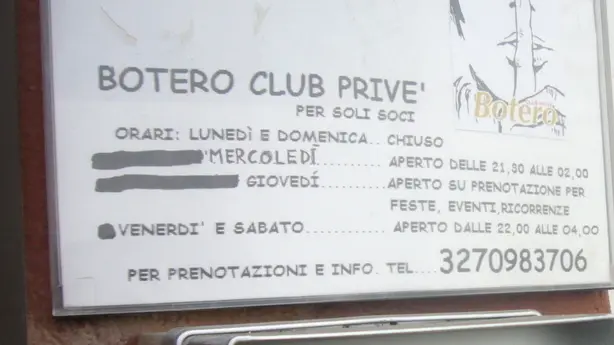 Botero
BOTERO CLUB PRIVE'
PER SOLI SOCI
ORARI: LUNEDÌ E DOMENICA.. CHIUSO
MERCOLEDÌ.......... APERTO DELLE 21,30 ALLE 02,00
GIOVEDÍ........ APERTO SU PRENOTAZIONE PER
FESTE, EVENTI,RICORRENZE
VENERDI' E SABATO.......... APERTO DALLE 22,00 ALLE 04,00
PER PRENOTAZIONI E INFO. TEL....3270983706